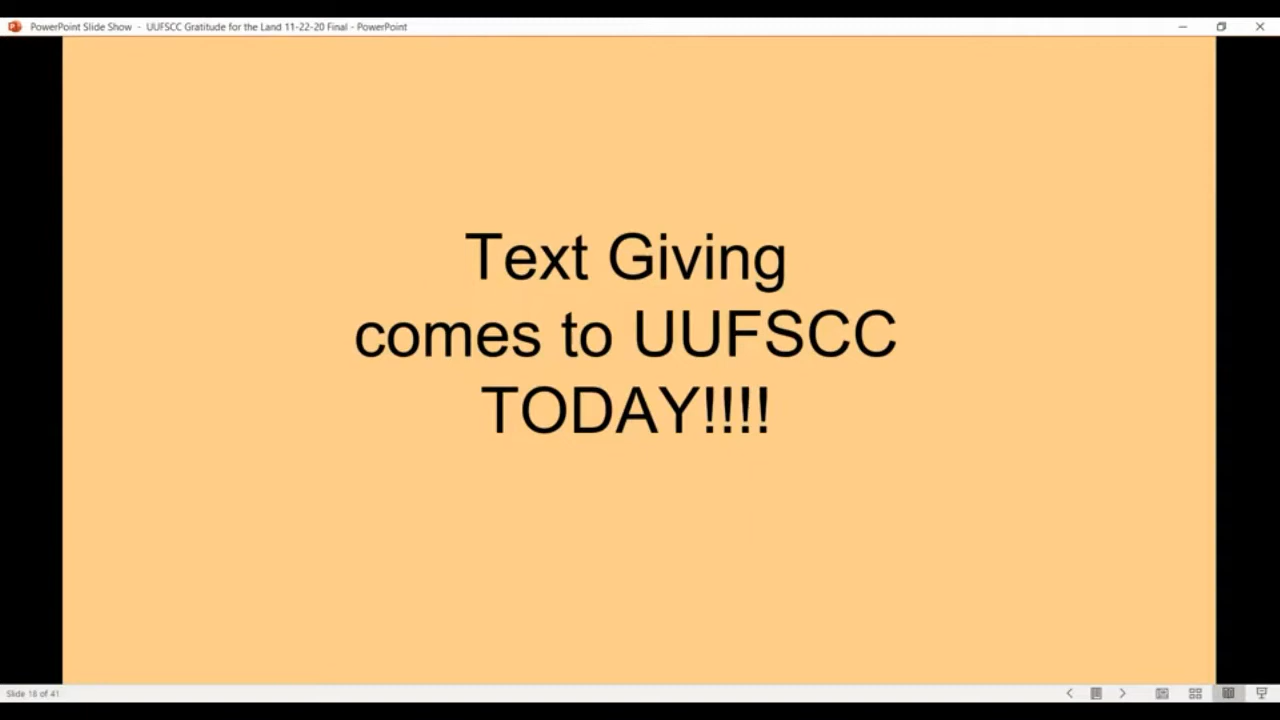 PowerPoint Slide Show - UUFSCC Gratitude for the Land 11-22-20 Final - PowerPoint
Text Giving
comes to UUFSCC
TODAY!!!!
Slide 18 of 41